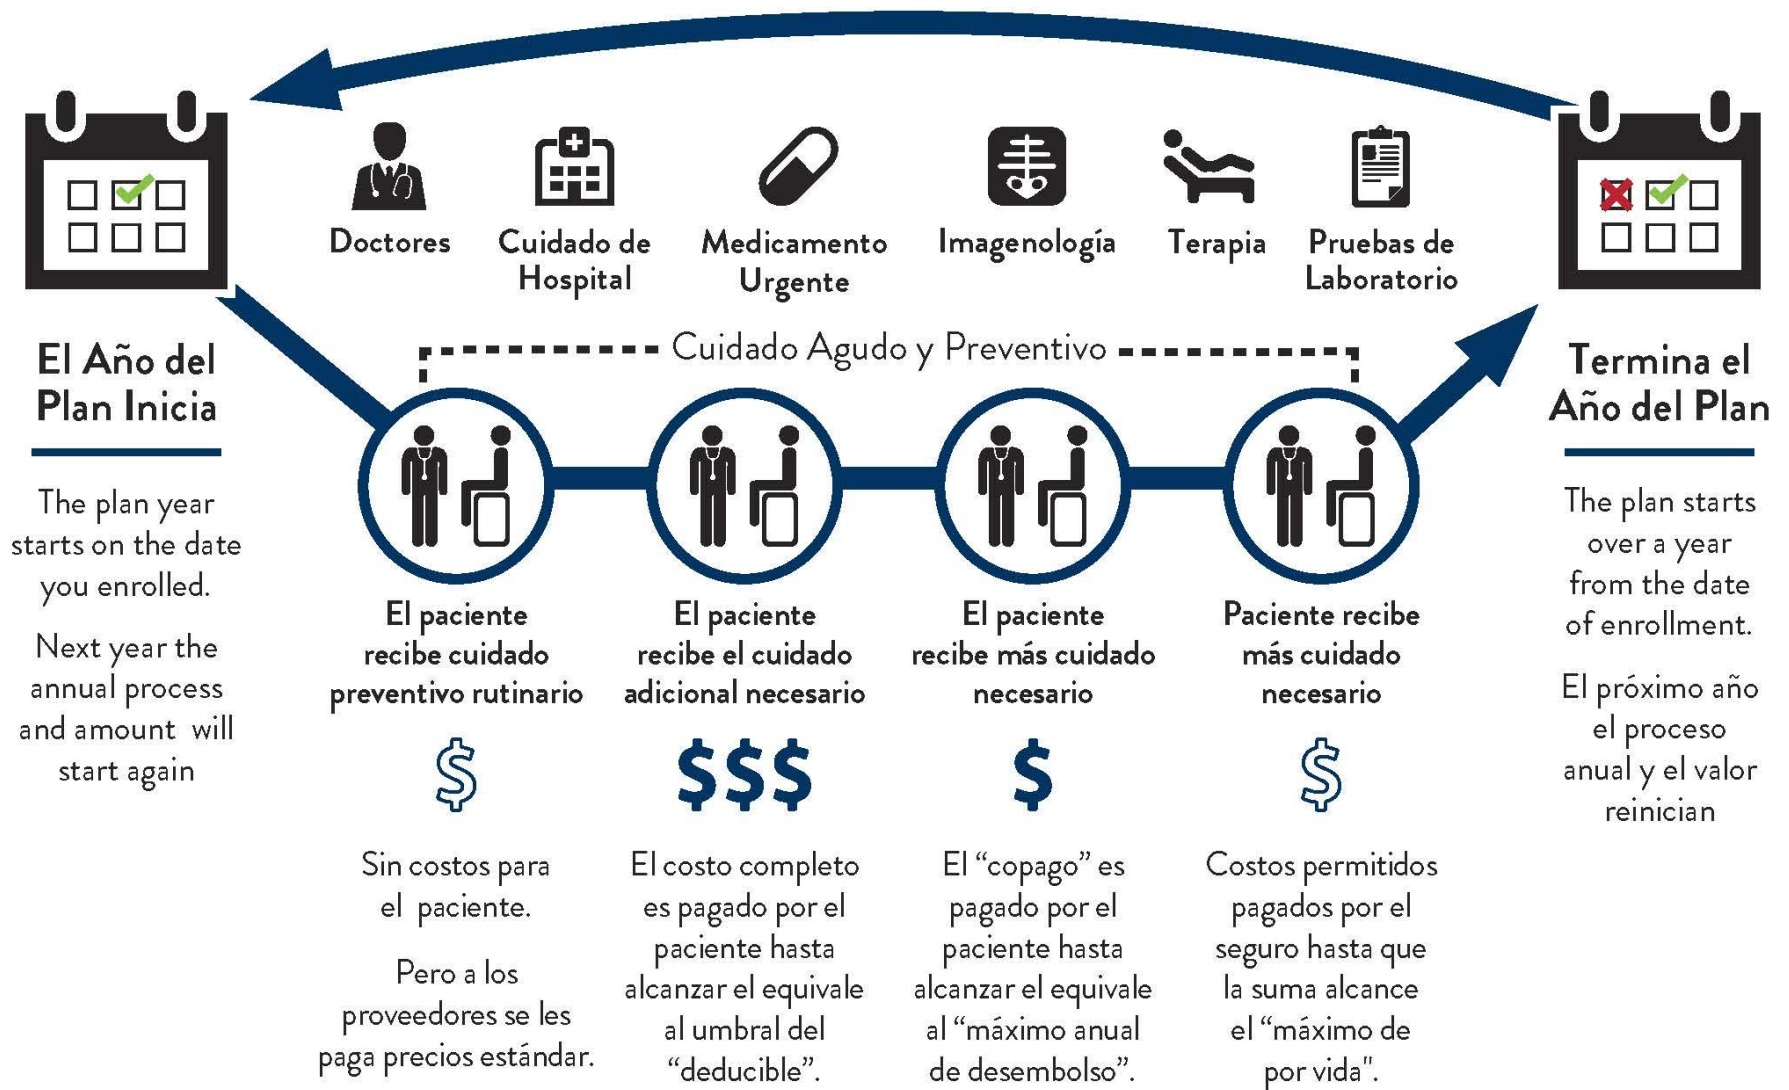 Doctores
Cuidado de
Hospital
Medicamento
Urgente
Imagenología
Terapia
Pruebas de
Laboratorio
Cuidado Agudo y Preventivo
El Año del
Plan Inicia
The plan year
starts on the date
you enrolled.
Next year the
annual process
and amount will
start again
El paciente
recibe cuidado
preventivo rutinario
$
Sin costos para
el paciente.
Pero a los
proveedores se les
paga precios estándar.
El paciente
recibe el cuidado
adicional necesario
$$$
El costo completo
es pagado por el
paciente hasta
alcanzar el equivale
al umbral del
“deducible”.
El paciente
recibe más cuidado
necesario
$
El “copago” es
pagado por el
paciente hasta
alcanzar el equivale
al “máximo anual
de desembolso”.
Paciente recibe
más cuidado
necesario
$
Costos permitidos
pagados por el
seguro hasta que
la suma alcance
el “máximo de
por vida".
Termina el
Año del Plan
The plan starts
over a year
from the date
of enrollment.
El próximo año
el proceso
anual y el valor
reinician